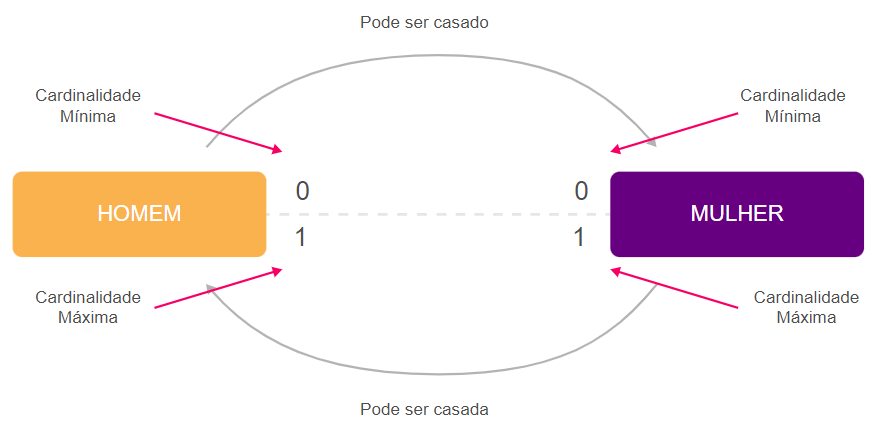 Pode ser casado
Cardinalidade
Mínima
Cardinalidade
Mínima
HOMEM
0
0
MULHER
1
1
Cardinalidade
Máxima
Cardinalidade
Máxima
Pode ser casada